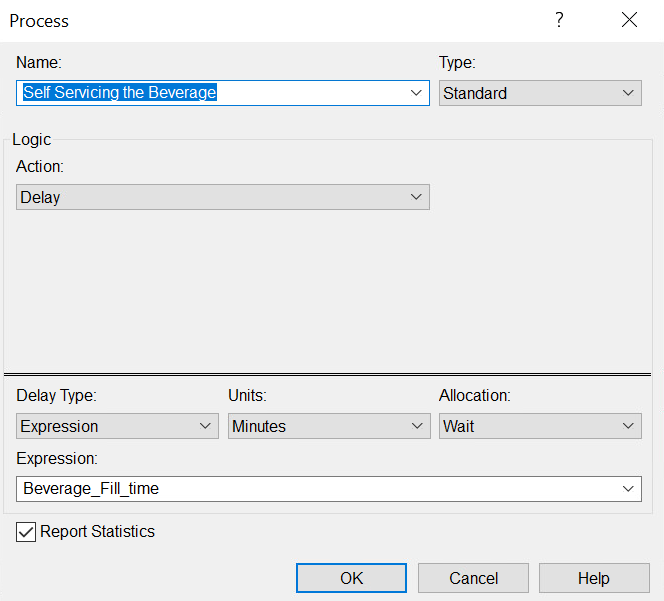 Process ?
Name: Type:
Self Servicing the Beverage Standard
Logic
Action:
Delay
Delay Type: Units: Allocation:
Expression Minutes Wait
Expression:
Beverage_Fill_time
Report Statistics
OK Cancel Help